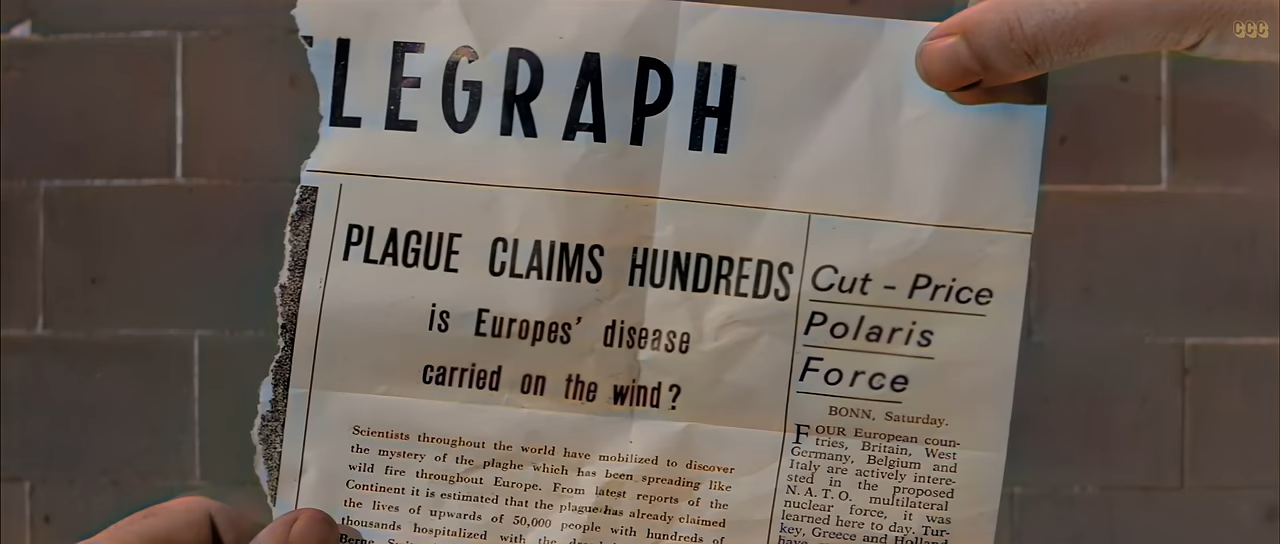 LEGRAPH
PLAGUE CLAIMS HUNDREDS
is Europes' disease
carried on the wind?
Scientists throughout the world have mobilized to discover
the mystery of the plaghe which has been spreading like
wild fire throughout Europe. From latest reports of the
Continent it is estimated that the plague has already claimed
the lives of upwards of 50,000 people with hundreds of
thousands hospitalized with the
Berne,
Cut - Price
Polaris
Force
BONN, Saturday.
FOUR European coun-
tries, Britain, West
Germany, Belgium and
Italy are actively intere-
sted in the proposed
N.A.T.O. multilateral
nuclear force, it was
learned here to day. Tur-
key, Greece and Holland
have
CCC